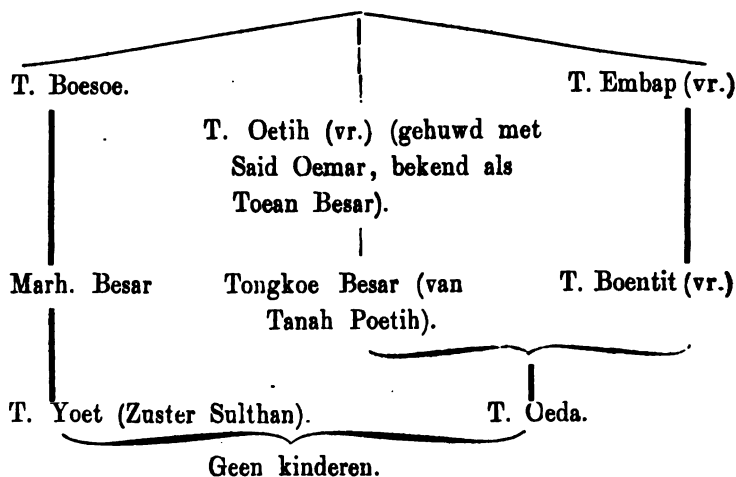 T. Boesoe.
T. Embap (vr.)
T. Oetih (vr.) (gehuwd met
Said Oemar, bekend als
Toean Besar).
Marh. Besar
Tongkoe Besar (van
Tanah Poetih).
T. Boentit (vr.)
T. Yoet (Zuster Sulthan).
T. Oeda.
Geen kinderen.